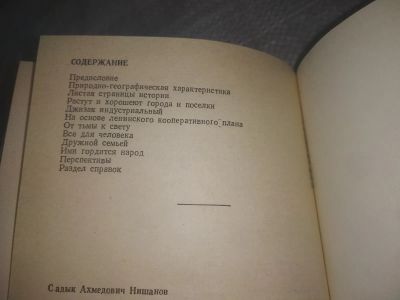 СОДЕРЖАНИЕ
Предисловие
Природно-географическая характеристика
Листая страницы истории
Растут и хорошеют города и поселки
Джизак индустриальный
На основе ленинского кооперативного плана
От тьмы к свету
Все для человека
Дружной семьей
Ими гордится народ
Перспективы
Раздел справок
Садык Ахмедович Нишанов